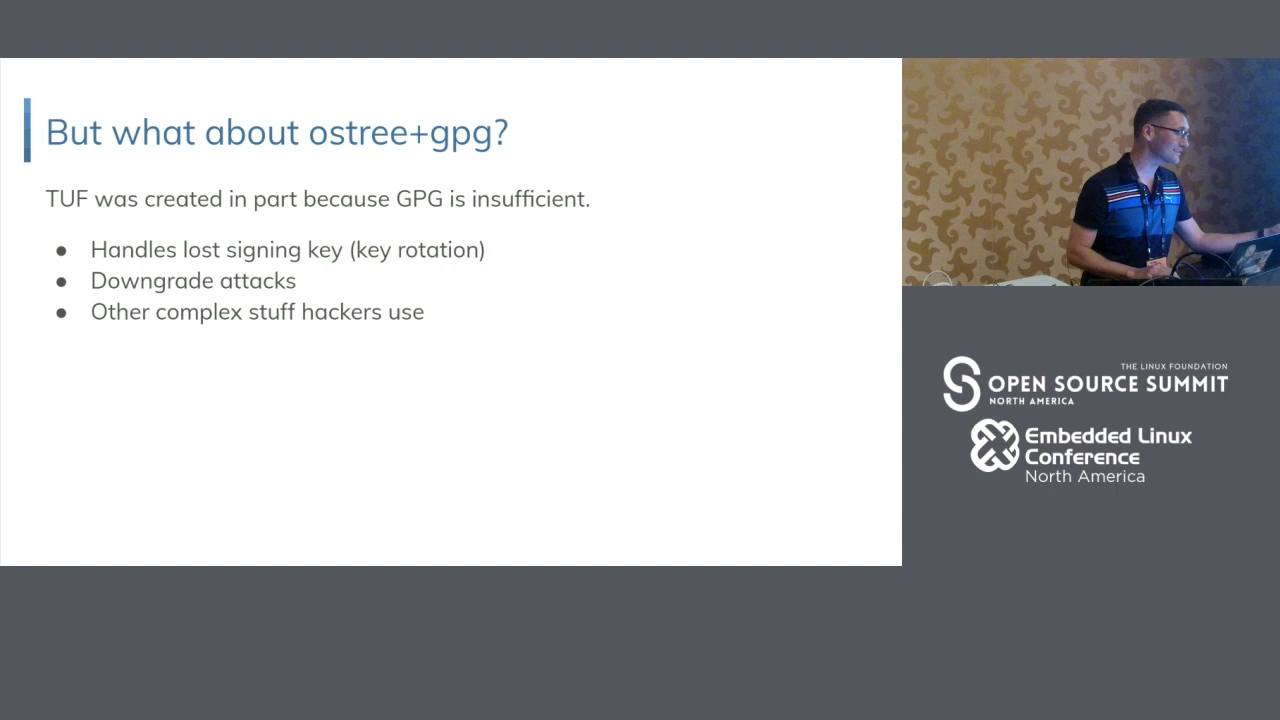 But what about ostree+gpg?
TUF was created in part because GPG is insufficient.
● Handles lost signing key (key rotation)
● Downgrade attacks
● Other complex stuff hackers use
THE LINUX FOUNDATION
OPEN SOURCE SUMMIT
NORTH AMERICA
Embedded Linux
Conference
North America